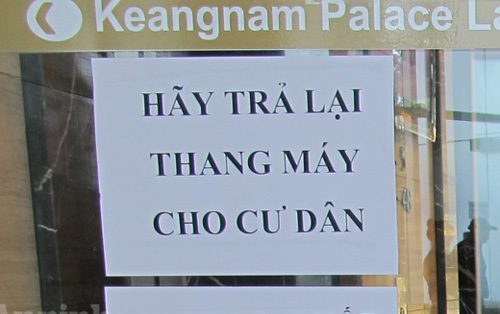 Keangnam Palace
HÃY TRẢ LẠI
THANG MÁY
CHO CƯ DÂN